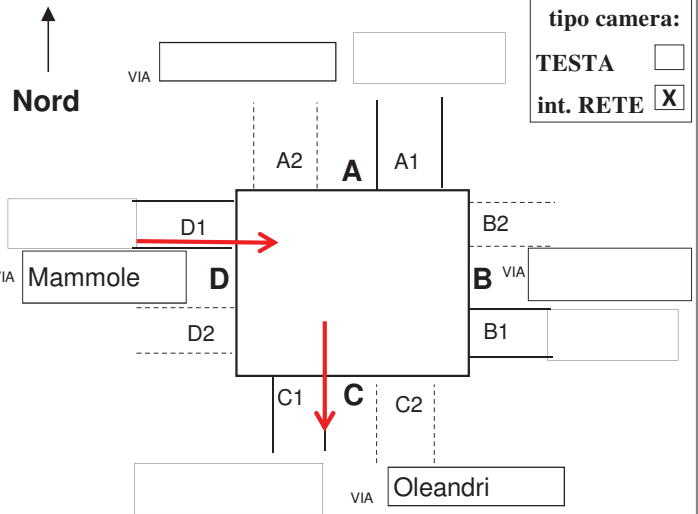 tipo camera:
TESTA
int. RETE X
Nord
VIA
A2
A
A1
D1
B2
VIA Mammole
D
B
VIA
D2
B1
C1
C
C2
VIA Oleandri